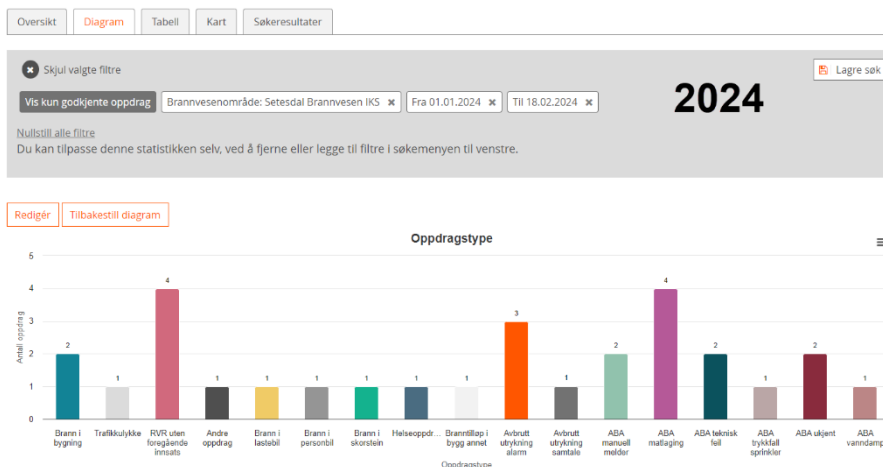 Oversikt
Diagram
Tabell
Kart
Søkeresultater
Skjul valgte filtre
Lagre søk
2024
Vis kun godkjente oppdrag
Brannvesenområde: Setesdal Brannvesen IKS
Fra 01.01.2024
Til 18.02.2024
Nullstill alle filtre
Du kan tilpasse denne statistikken selv, ved å fjerne eller legge til filtre i søkemenyen til venstre.
Redigér
Tilbakestill diagram
Oppdragstype
Antall oppdrag
5
4
3
2
1
0
2
1
4
1
1
1
1
1
1
3
1
2
4
2
1
2
1
Brann i
bygning
Trafikkulykke
RVR uten
foregående
innsats
Andre
oppdrag
Brann i
lastebil
Brann i
personbil
Brann i
skorstein
Helseoppdr...
Branntilløp i
bygg annet
Avbrutt
utrykning
alarm
Avbrutt
utrykning
samtale
ABA
manuell
melder
ABA
matlaging
ABA teknisk
feil
ABA
trykkfall
sprinkler
ABA ukjent
ABA
vanndamp
Oppdragstype